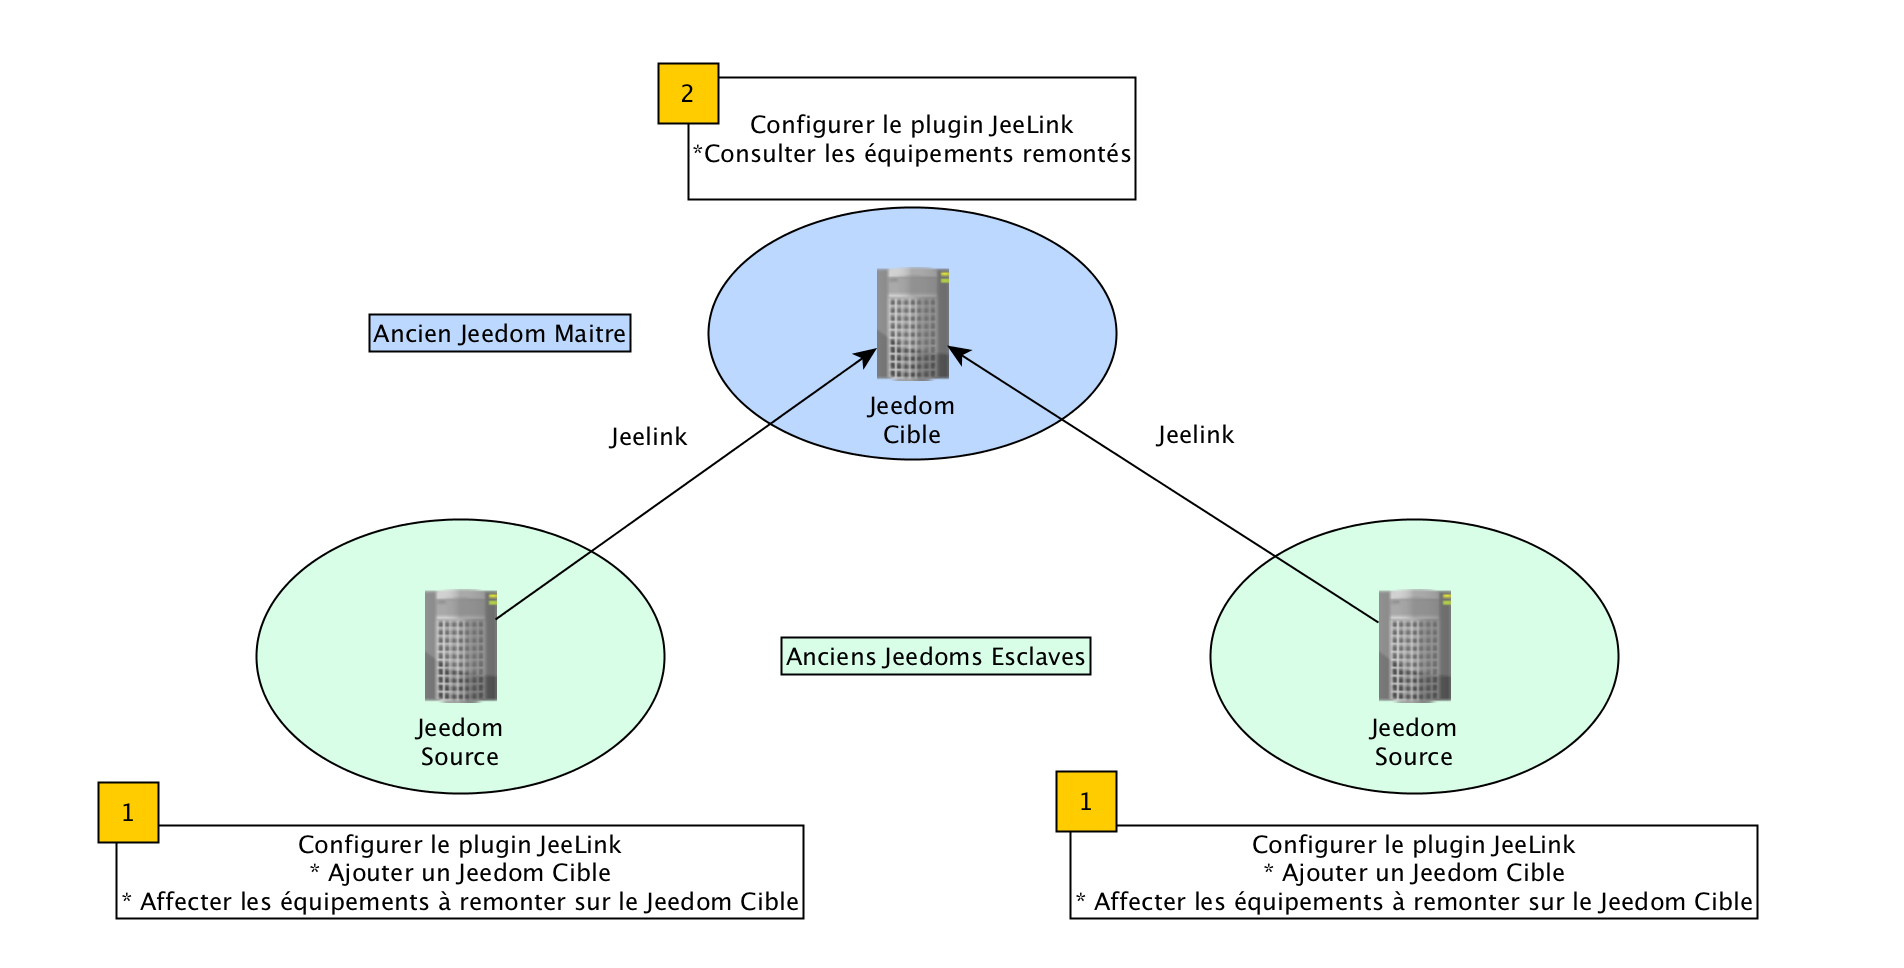 2
Configurer le plugin JeeLink
*Consulter les équipements remontés
Ancien Jeedom Maitre
Jeedom
Cible
Jeelink
Jeelink
Anciens Jeedoms Esclaves
Jeedom
Source
Jeedom
Source
1
Configurer le plugin JeeLink
* Ajouter un Jeedom Cible
* Affecter les équipements à remonter sur le Jeedom Cible
1
Configurer le plugin JeeLink
* Ajouter un Jeedom Cible
* Affecter les équipements à remonter sur le Jeedom Cible